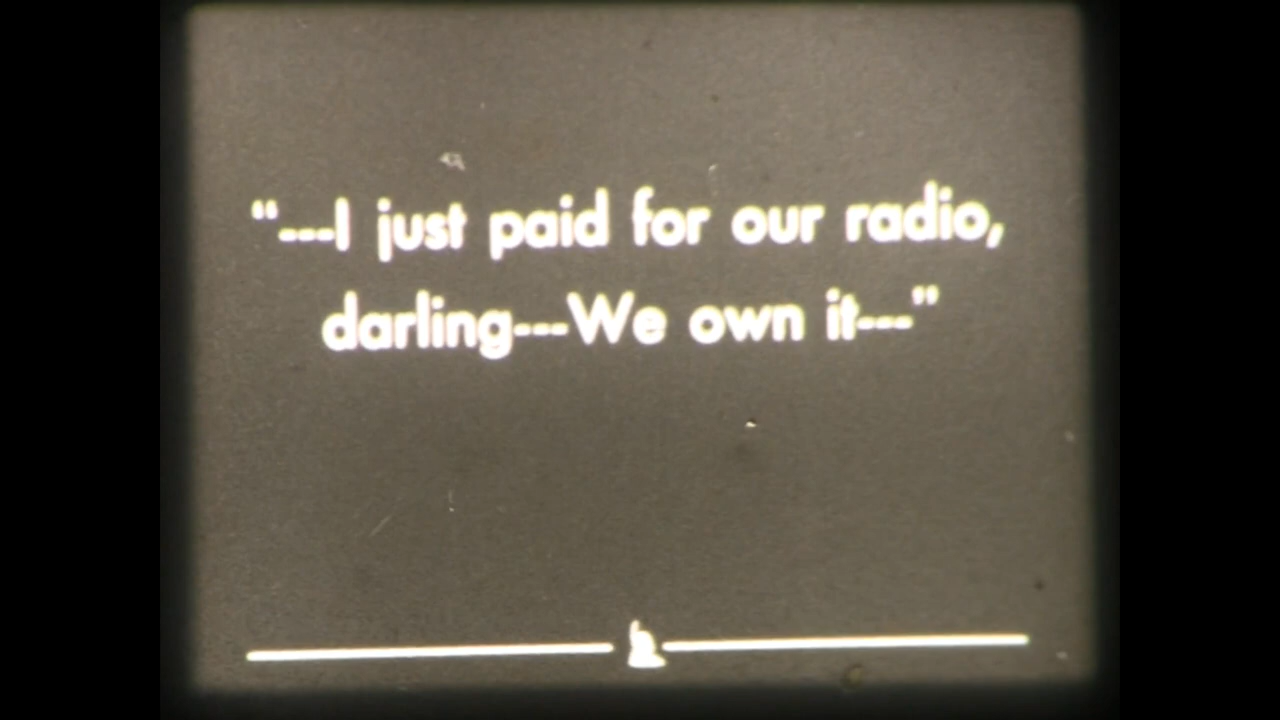 "---I just paid for our radio,
darling---We own it---"